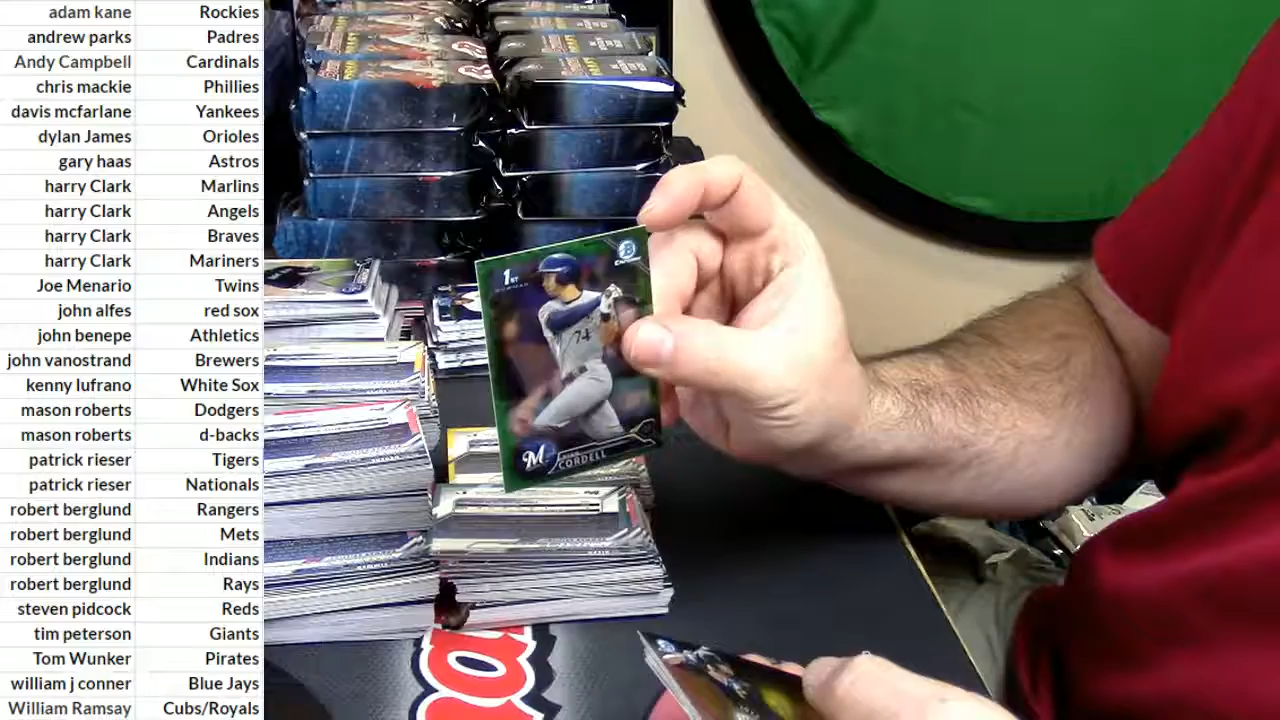 adam kane Rockies
andrew parks Padres
Andy Campbell Cardinals
chris mackie Phillies
davis mcfarlane Yankees
dylan James Orioles
gary haas Astros
harry Clark Marlins
harry Clark Angels
harry Clark Braves
harry Clark Mariners
Joe Menario Twins
john alfes red sox
john benepe Athletics
john vanostrand Brewers
kenny lufrano White Sox
mason roberts Dodgers
mason roberts d-backs
patrick rieser Tigers
patrick rieser Nationals
robert berglund Rangers
robert berglund Mets
robert berglund Indians
robert berglund Rays
steven pidcock Reds
tim peterson Giants
Tom Wunker Pirates
william j conner Blue Jays
William Ramsay Cubs/Royals
1ST
B
74
M
CORDELL